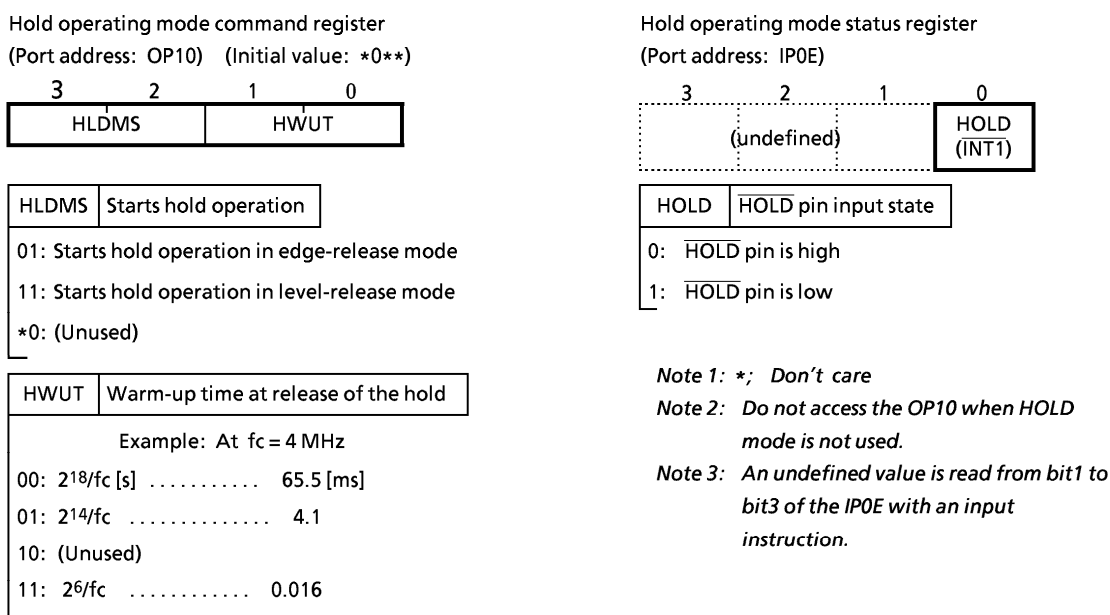 Hold operating mode command register
(Port address: OP10) (Initial value: *0**)
3 2 1 0
HLDMS HWUT
HLDMS Starts hold operation
01: Starts hold operation in edge-release mode
11: Starts hold operation in level-release mode
*0: (Unused)
HWUT Warm-up time at release of the hold
Example: At fc = 4 MHz
00: 2^18/fc [s] ........... 65.5 [ms]
01: 2^14/fc .............. 4.1
10: (Unused)
11: 2^6/fc ............ 0.016
Hold operating mode status register
(Port address: IP0E)
3 2 1 0
(undefined) HOLD
(INT1)
HOLD HOLD pin input state
0: HOLD pin is high
1: HOLD pin is low
Note 1: *; Don't care
Note 2: Do not access the OP10 when HOLD
mode is not used.
Note 3: An undefined value is read from bit1 to
bit3 of the IP0E with an input
instruction.